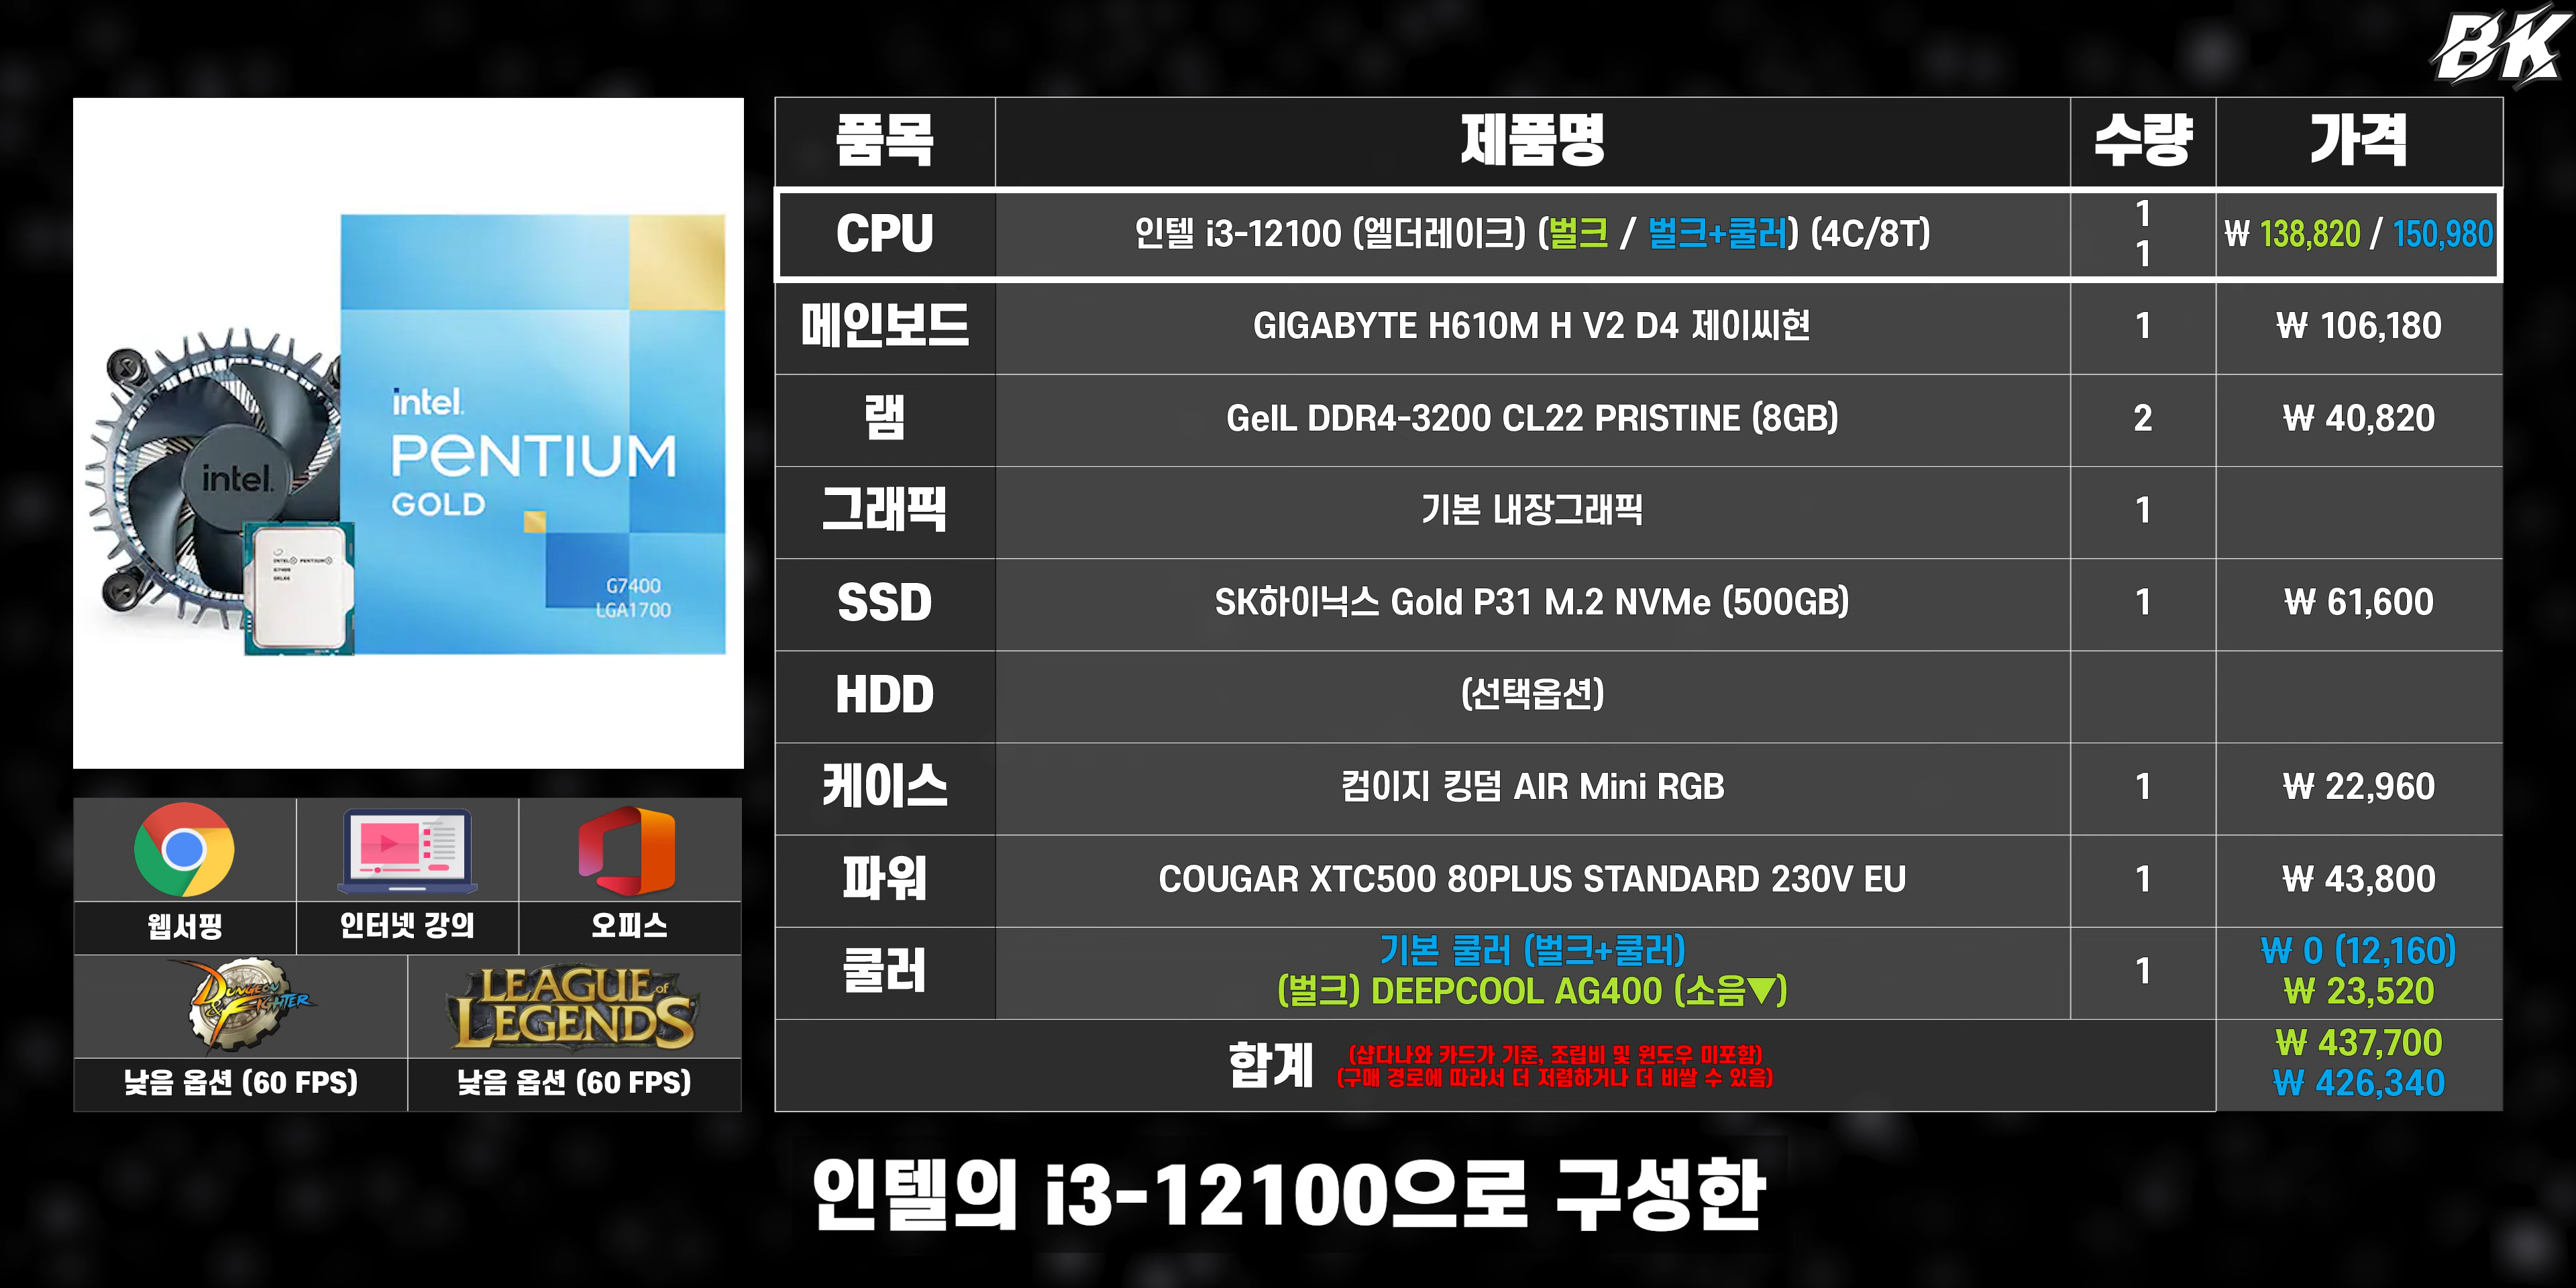 BK
품목 제품명 수량 가격
CPU 인텔 i3-12100 (엘더레이크) (벌크 / 벌크+쿨러) (4C/8T) 1 1 ₩ 138,820 / 150,980
메인보드 GIGABYTE H610M H V2 D4 제이씨현 1 ₩ 106,180
램 GeIL DDR4-3200 CL22 PRISTINE (8GB) 2 ₩ 40,820
그래픽 기본 내장그래픽 1
SSD SK하이닉스 Gold P31 M.2 NVMe (500GB) 1 ₩ 61,600
HDD (선택옵션)
케이스 컴이지 킹덤 AIR Mini RGB 1 ₩ 22,960
파워 COUGAR XTC500 80PLUS STANDARD 230V EU 1 ₩ 43,800
쿨러 기본 쿨러 (벌크+쿨러) 1 ₩ 0 (12,160)
(벌크) DEEPCOOL AG400 (소음▼) ₩ 23,520
합계 (샵다나와 카드가 기준, 조립비 및 윈도우 미포함) ₩ 437,700
(구매 경로에 따라서 더 저렴하거나 더 비쌀 수 있음) ₩ 426,340
intel.
intel.
PENTIUM
GOLD
G7400
LGA1700
INTEL PENTIUM
G7400
웹서핑 인터넷 강의 오피스
DUNGEON & FIGHTER
LEAGUE of LEGENDS
낮음 옵션 (60 FPS) 낮음 옵션 (60 FPS)
인텔의 i3-12100으로 구성한